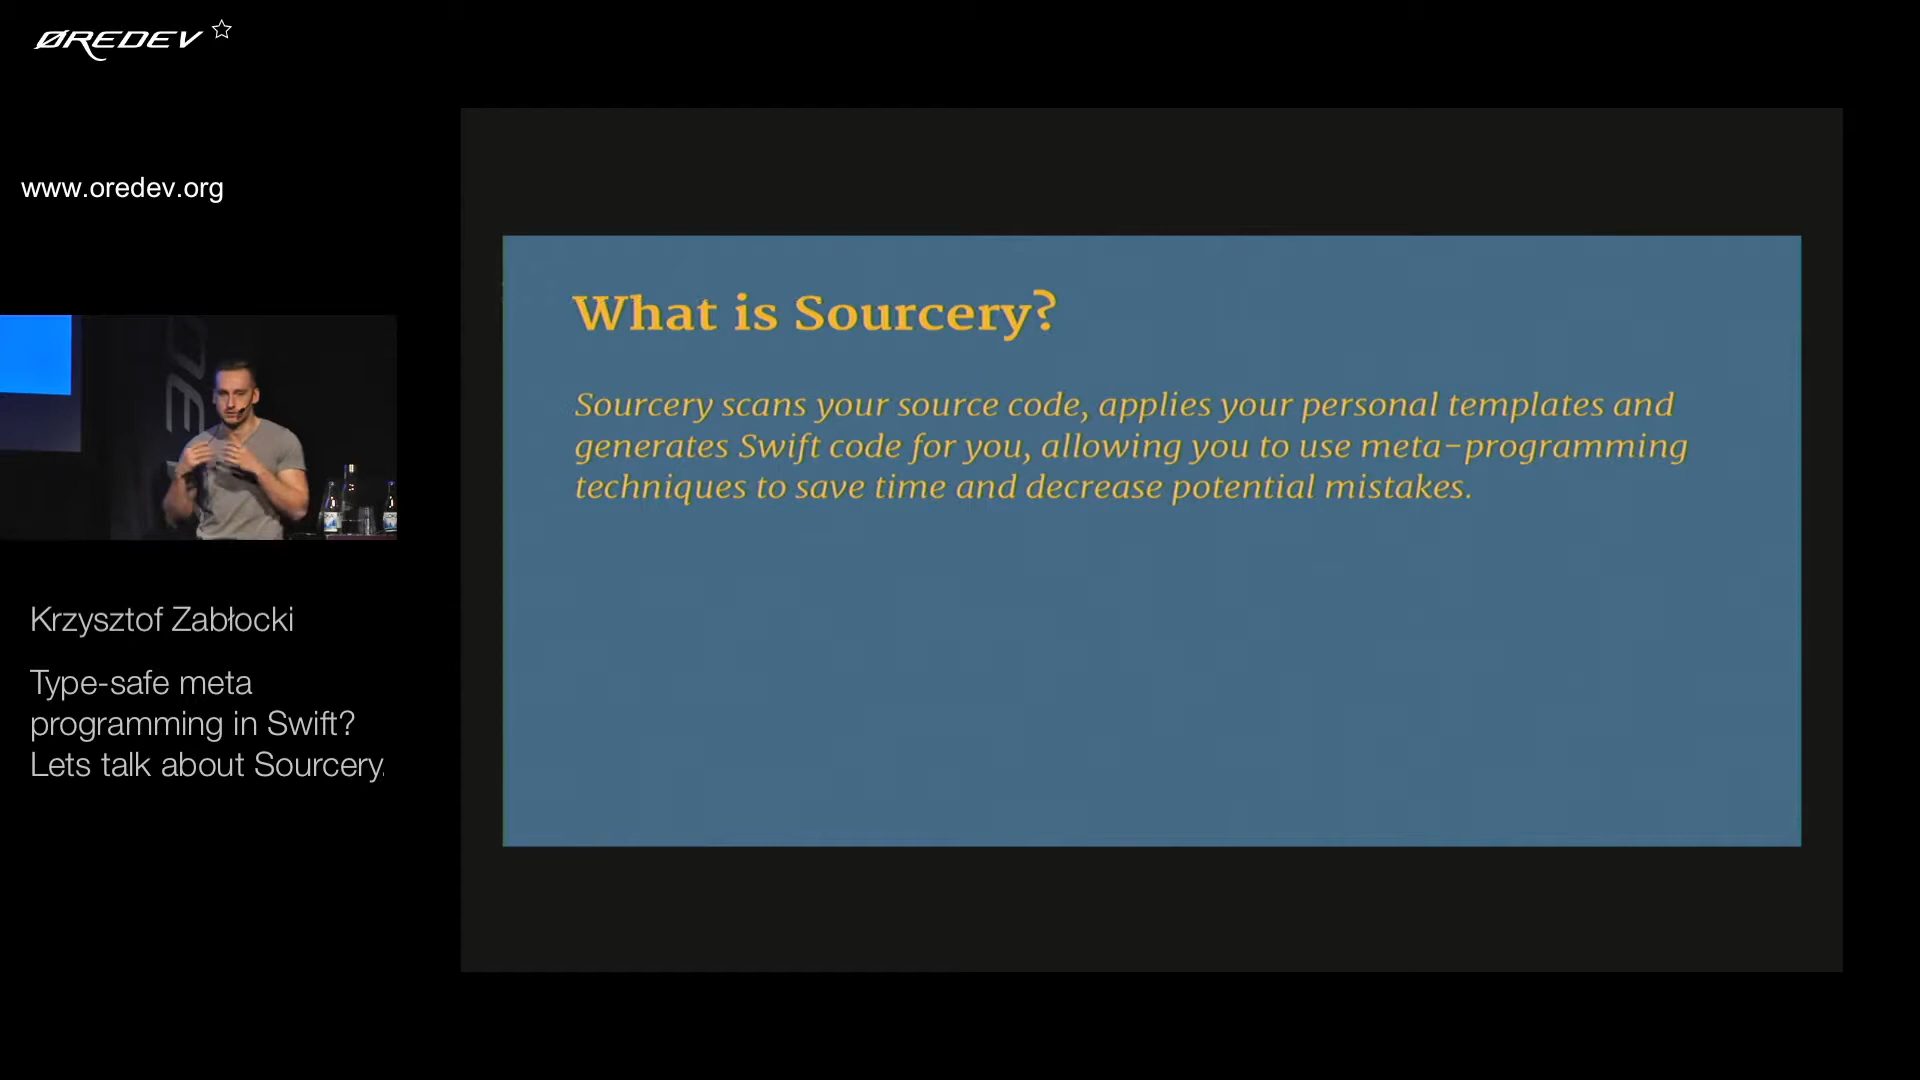 ØREDEV
www.oredev.org
What is Sourcery?
Sourcery scans your source code, applies your personal templates and
generates Swift code for you, allowing you to use meta-programming
techniques to save time and decrease potential mistakes.
Krzysztof Zabłocki
Type-safe meta
programming in Swift?
Lets talk about Sourcery.